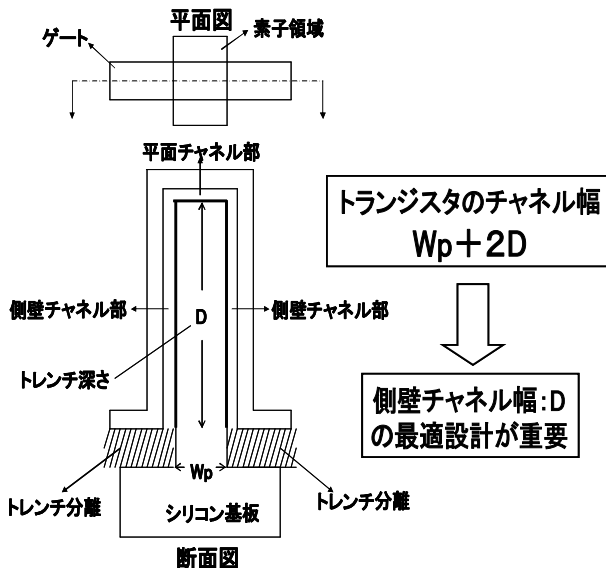 平面図
ゲート
素子領域
平面チャネル部
トランジスタのチャネル幅
Wp+2D
側壁チャネル部
D
側壁チャネル部
トレンチ深さ
側壁チャネル幅:D
の最適設計が重要
Wp
トレンチ分離
トレンチ分離
シリコン基板
断面図